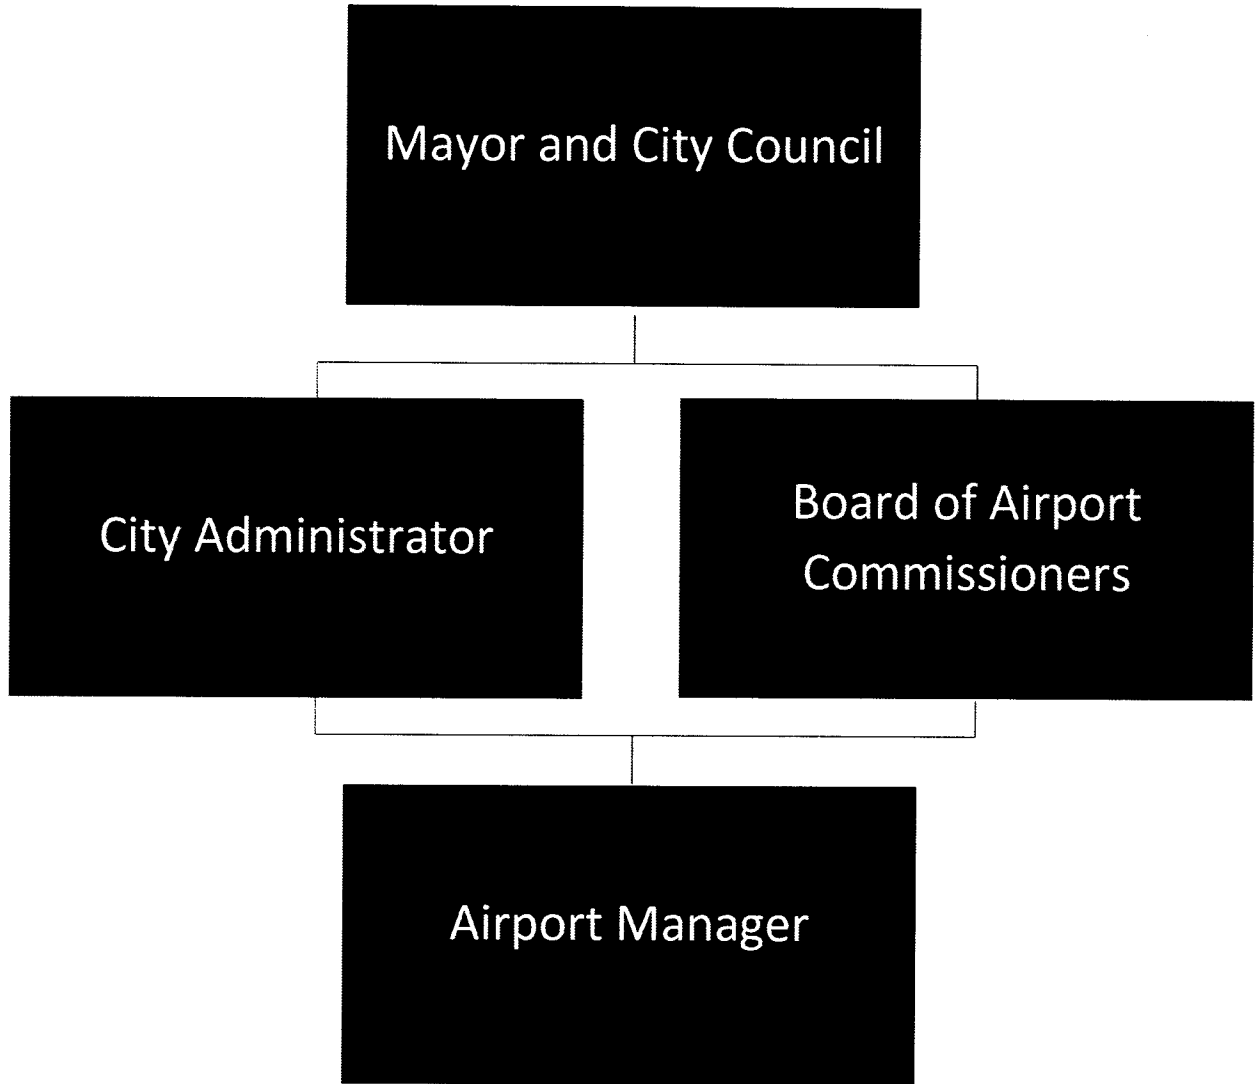 Mayor and City Council
City Administrator
Board of Airport
Commissioners
Airport Manager